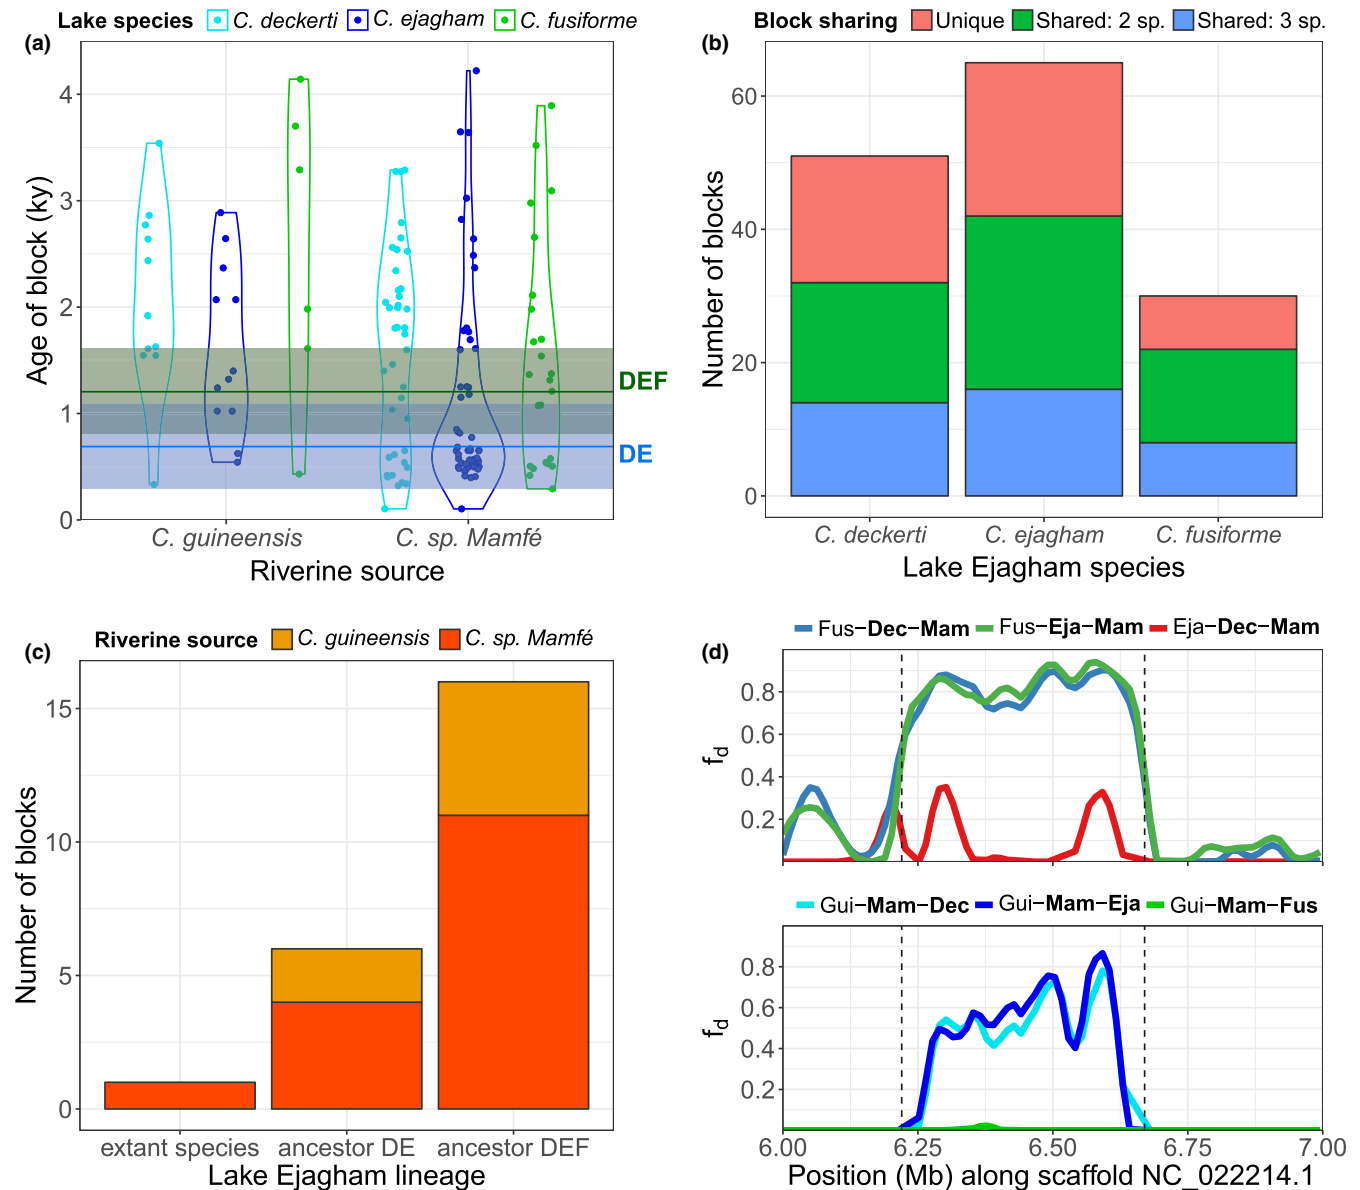 (a) Lake species C. deckerti C. ejagham C. fusiforme
Age of block (ky)
4
3
2
1
0
DEF
DE
C. guineensis C. sp. Mamfé
Riverine source
(b) Block sharing Unique Shared: 2 sp. Shared: 3 sp.
Number of blocks
60
40
20
0
C. deckerti C. ejagham C. fusiforme
Lake Ejagham species
(c) Riverine source C. guineensis C. sp. Mamfé
Number of blocks
15
10
5
0
extant species ancestor DE ancestor DEF
Lake Ejagham lineage
(d) Fus−Dec−Mam Fus−Eja−Mam Eja−Dec−Mam
fd
0.8
0.6
0.4
0.2
Gui−Mam−Dec Gui−Mam−Eja Gui−Mam−Fus
fd
0.8
0.6
0.4
0.2
6.00 6.25 6.50 6.75 7.00
Position (Mb) along scaffold NC_022214.1